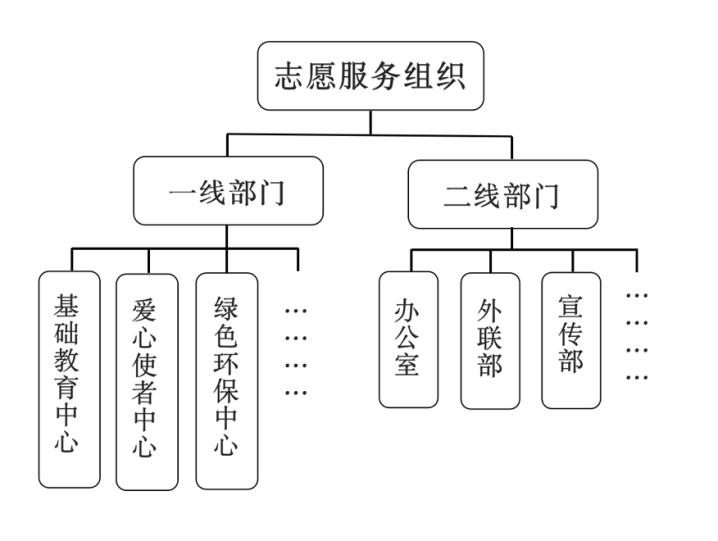 志愿服务组织
一线部门
二线部门
基础教育中心
爱心使者中心
绿色环保中心
…
…
…
…
办公室
外联部
宣传部
…
…
…
…